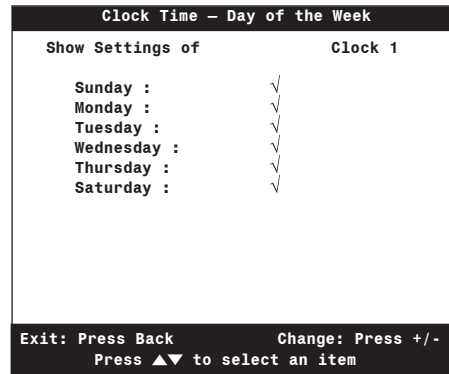 Clock Time – Day of the Week
Show Settings of Clock 1
Sunday : √
Monday : √
Tuesday : √
Wednesday : √
Thursday : √
Saturday : √
Exit: Press Back Change: Press +/-
Press ▲▼ to select an item